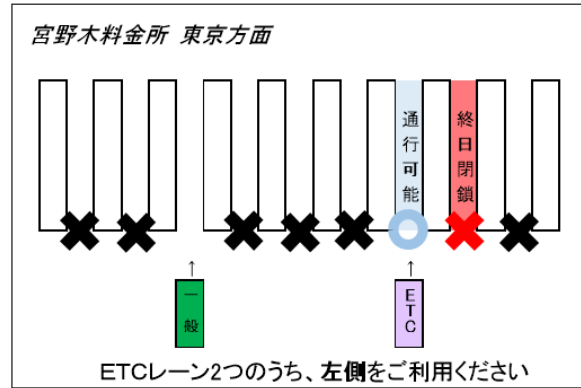 宮野木料金所 東京方面
通行可能
終日閉鎖
一般
ETC
ETCレーン2つのうち、左側をご利用ください